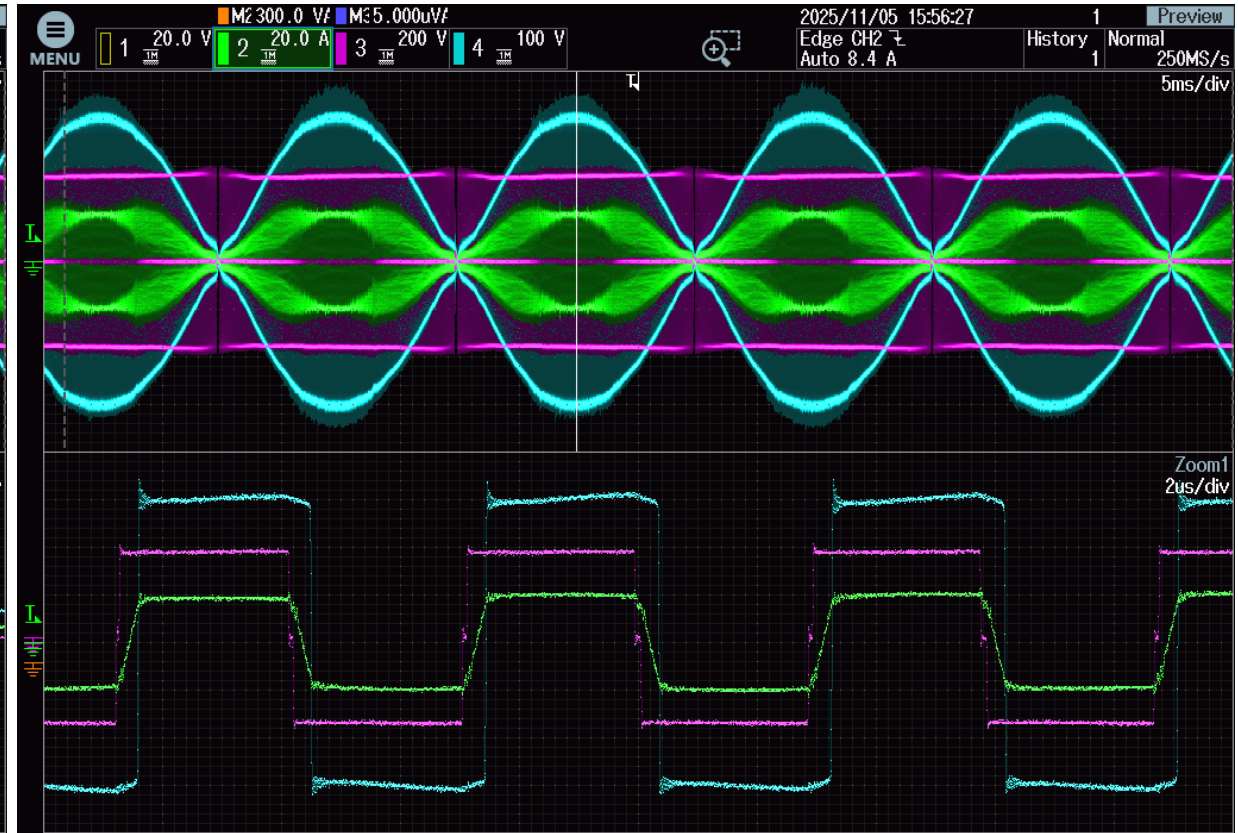 M2 300.0 V/ M3 5.000uV/ 2025/11/05 15:56:27 1 Preview
MENU 1 1M 20.0 V 2 1M 20.0 A 3 1M 200 V 4 1M 100 V Edge CH2 History Normal
Auto 8.4 A 1 250MS/s
T 5ms/div
T
Zoom1
2us/div
T